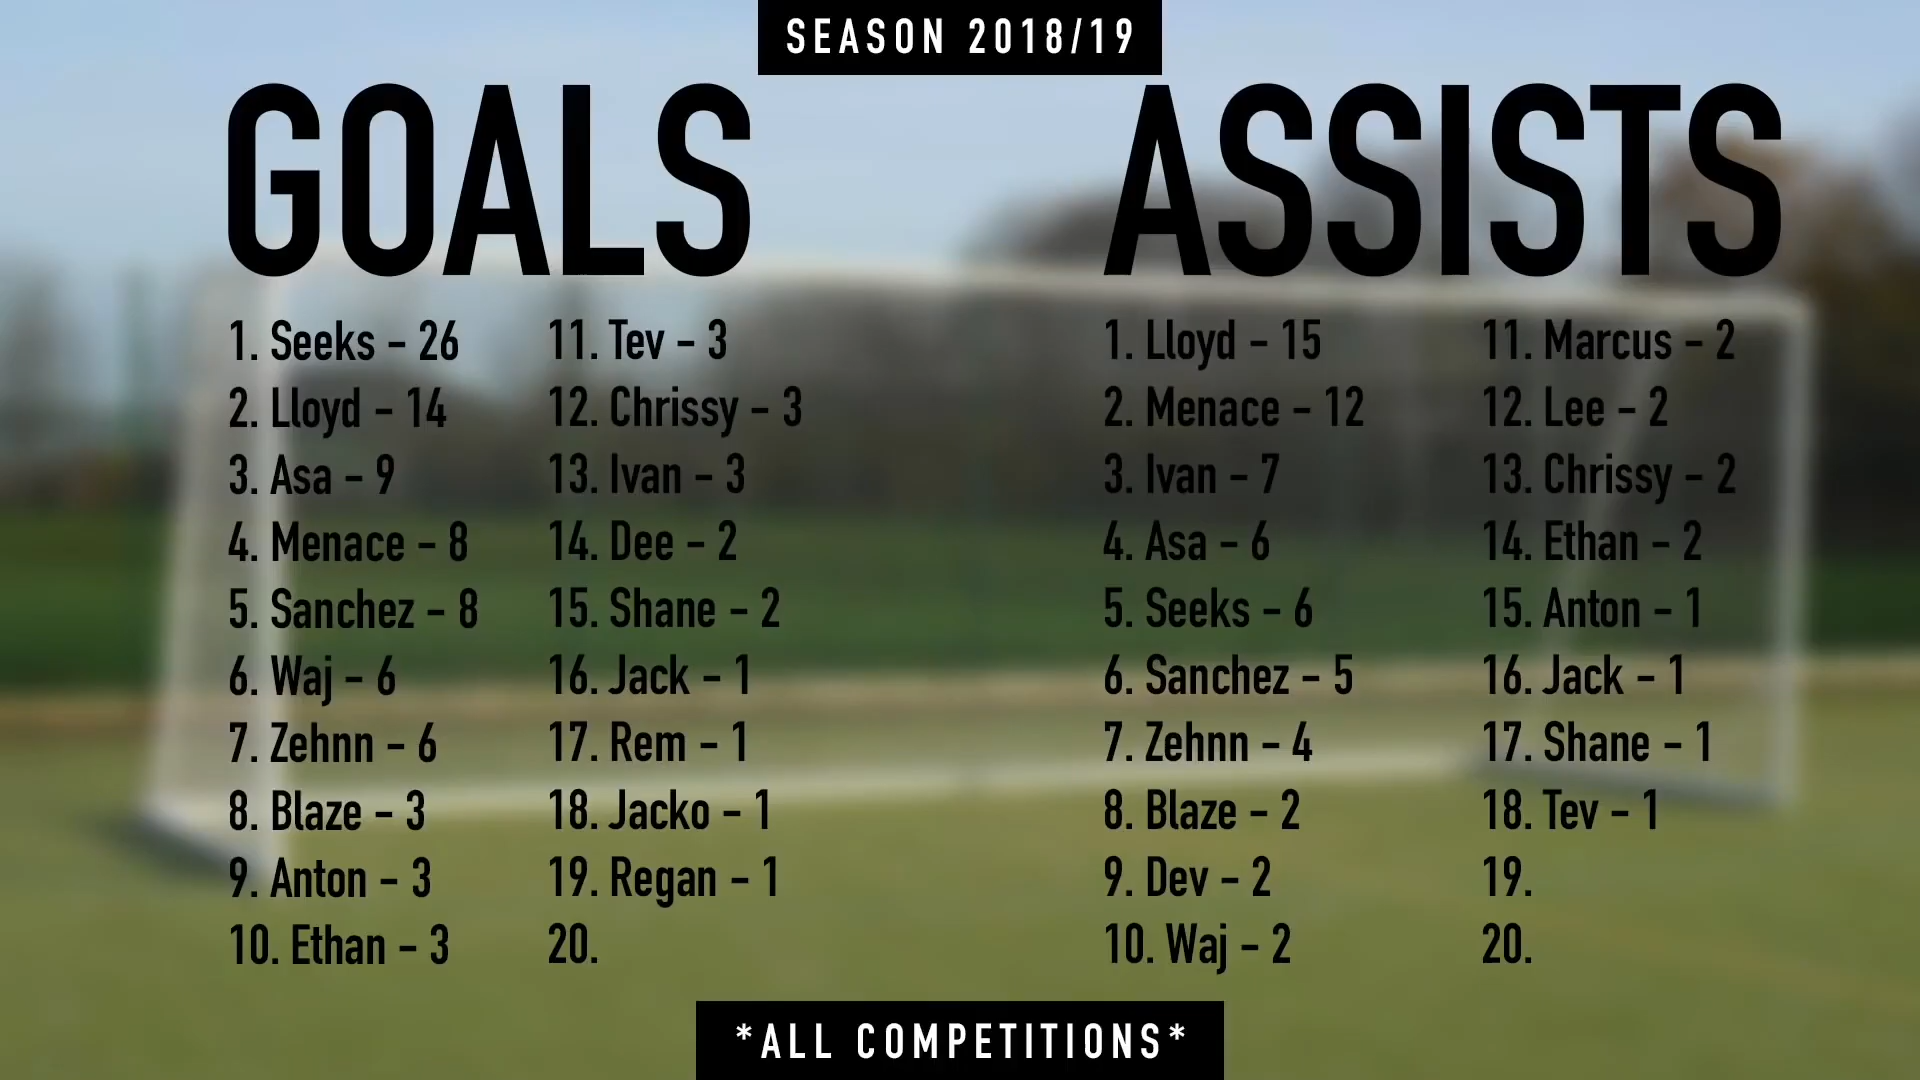 SEASON 2018/19
GOALS
1. Seeks – 26
2. Lloyd – 14
3. Asa – 9
4. Menace – 8
5. Sanchez – 8
6. Waj – 6
7. Zehnn – 6
8. Blaze – 3
9. Anton – 3
10. Ethan – 3
11. Tev – 3
12. Chrissy – 3
13. Ivan – 3
14. Dee – 2
15. Shane – 2
16. Jack – 1
17. Rem – 1
18. Jacko – 1
19. Regan – 1
20.
ASSISTS
1. Lloyd – 15
2. Menace – 12
3. Ivan – 7
4. Asa – 6
5. Seeks – 6
6. Sanchez – 5
7. Zehnn – 4
8. Blaze – 2
9. Dev – 2
10. Waj – 2
11. Marcus – 2
12. Lee – 2
13. Chrissy – 2
14. Ethan – 2
15. Anton – 1
16. Jack – 1
17. Shane – 1
18. Tev – 1
19.
20.
*ALL COMPETITIONS*